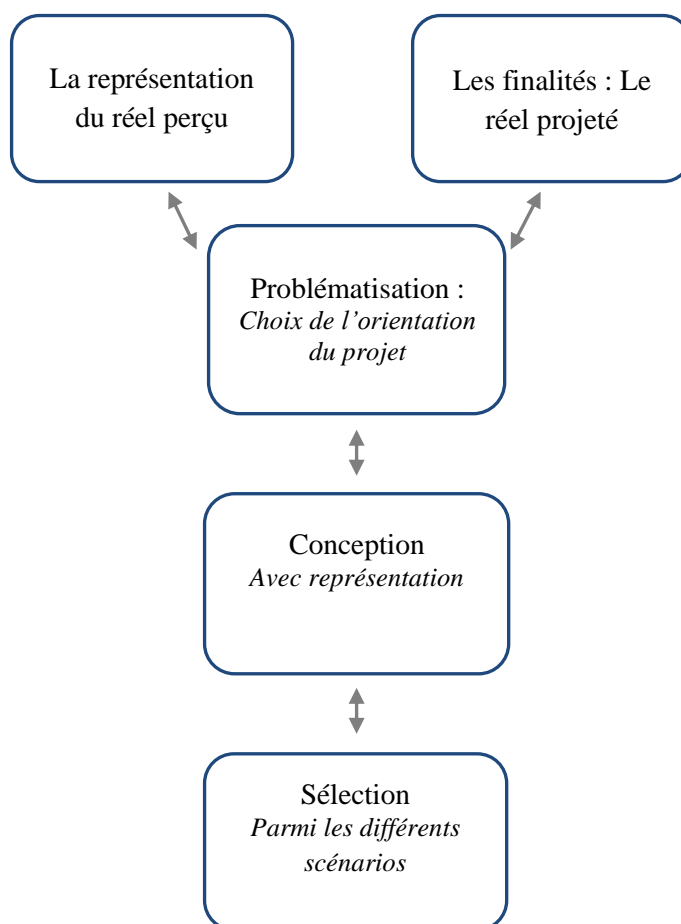 La représentation
du réel perçu
Les finalités : Le
réel projeté
Problématisation :
Choix de l’orientation
du projet
Conception
Avec représentation
Sélection
Parmi les différents
scénarios